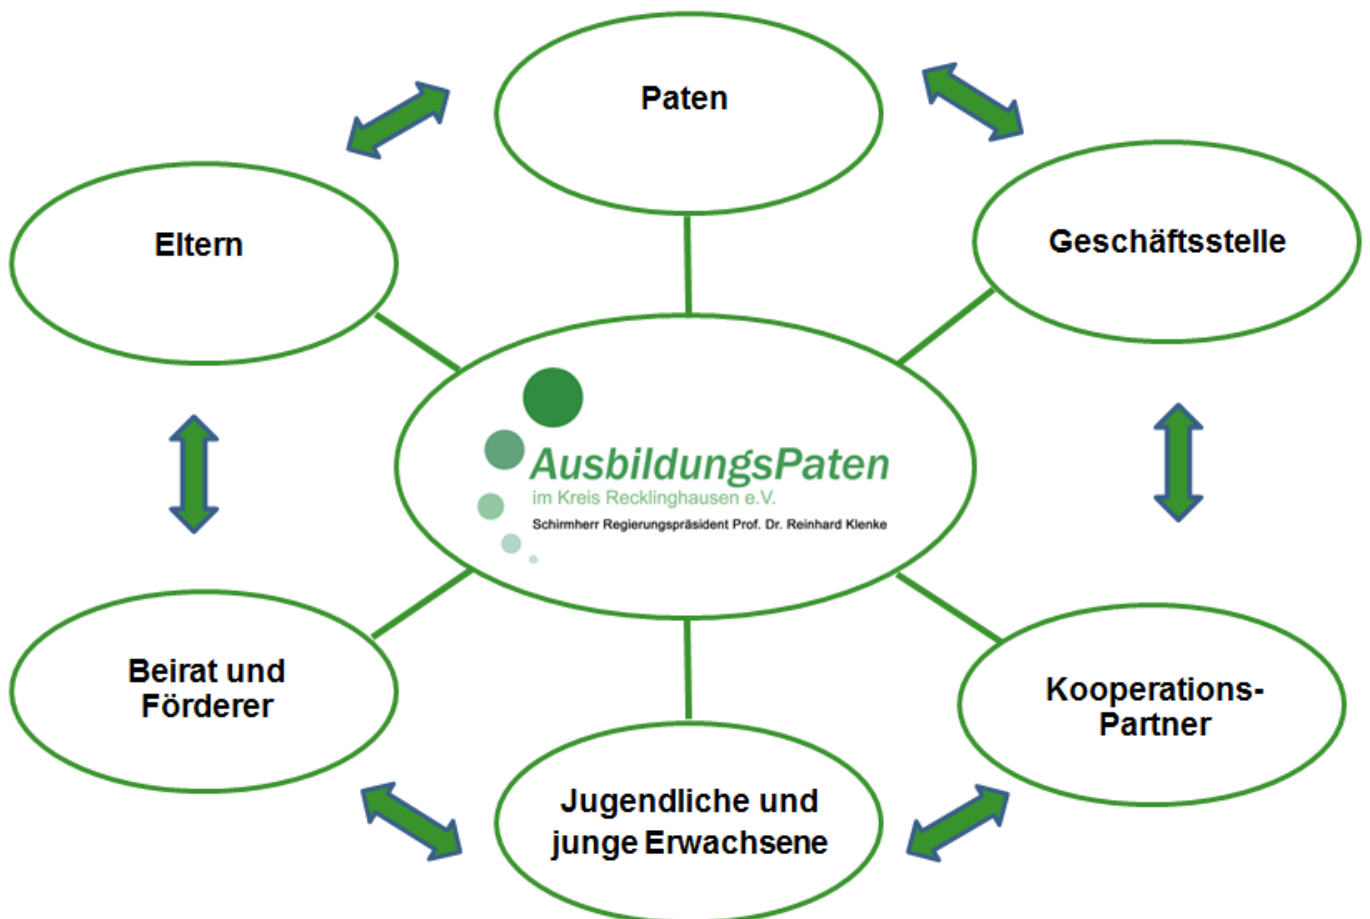 Paten
Eltern
Geschäftsstelle
AusbildungsPaten
im Kreis Recklinghausen e.V.
Schirmherr Regierungspräsident Prof. Dr. Reinhard Klenke
Beirat und
Förderer
Kooperations-
Partner
Jugendliche und
junge Erwachsene